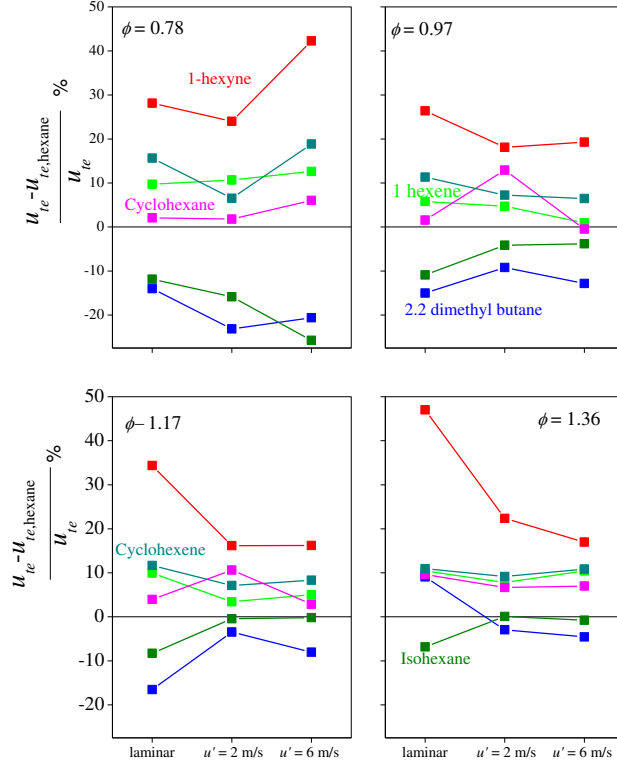 50
ϕ = 0.78
ϕ = 0.97
40
1-hexyne
30
20
10
Cyclohexane
1 hexene
0
-10
2.2 dimethyl butane
-20
u_te - u_te,hexane %
u_te
50
ϕ– 1.17
ϕ = 1.36
40
30
20
Cyclohexene
10
0
Isohexane
-10
-20
u_te - u_te,hexane %
u_te
laminar u' = 2 m/s u' = 6 m/s
laminar u' = 2 m/s u' = 6 m/s